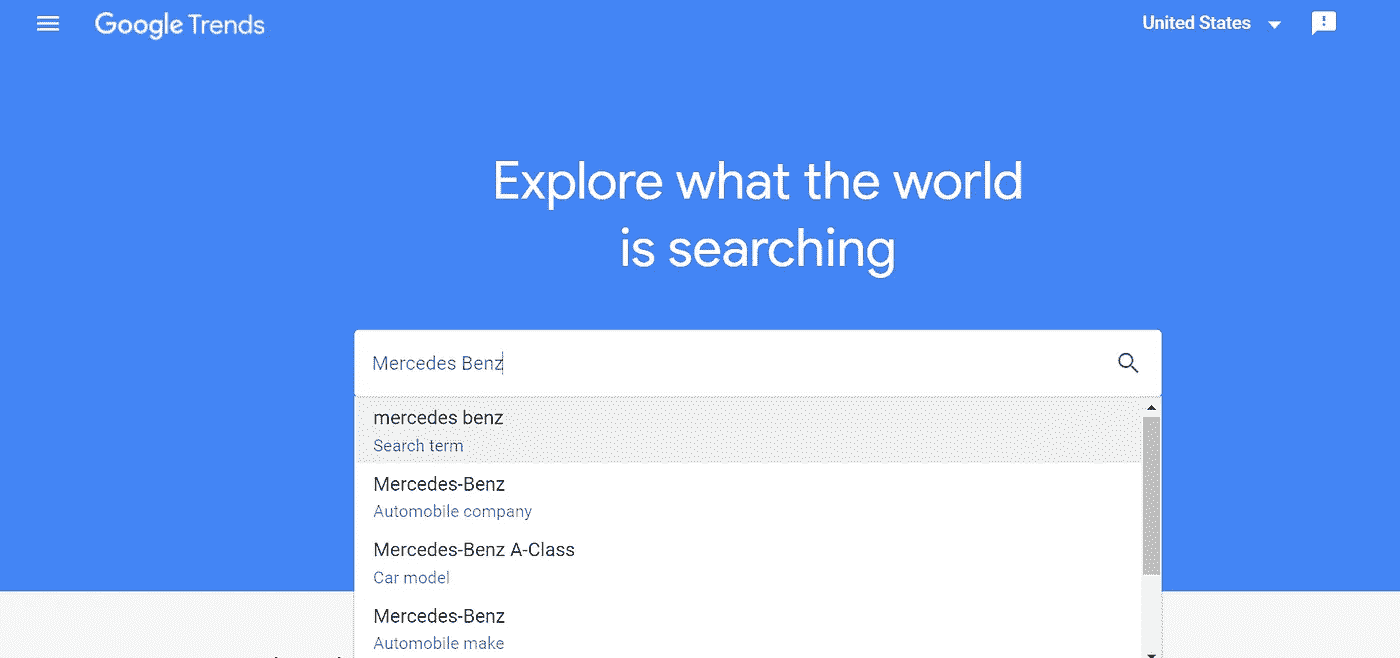 Google Trends
United States
Explore what the world
is searching
Mercedes Benz
mercedes benz
Search term
Mercedes-Benz
Automobile company
Mercedes-Benz A-Class
Car model
Mercedes-Benz
Automobile make